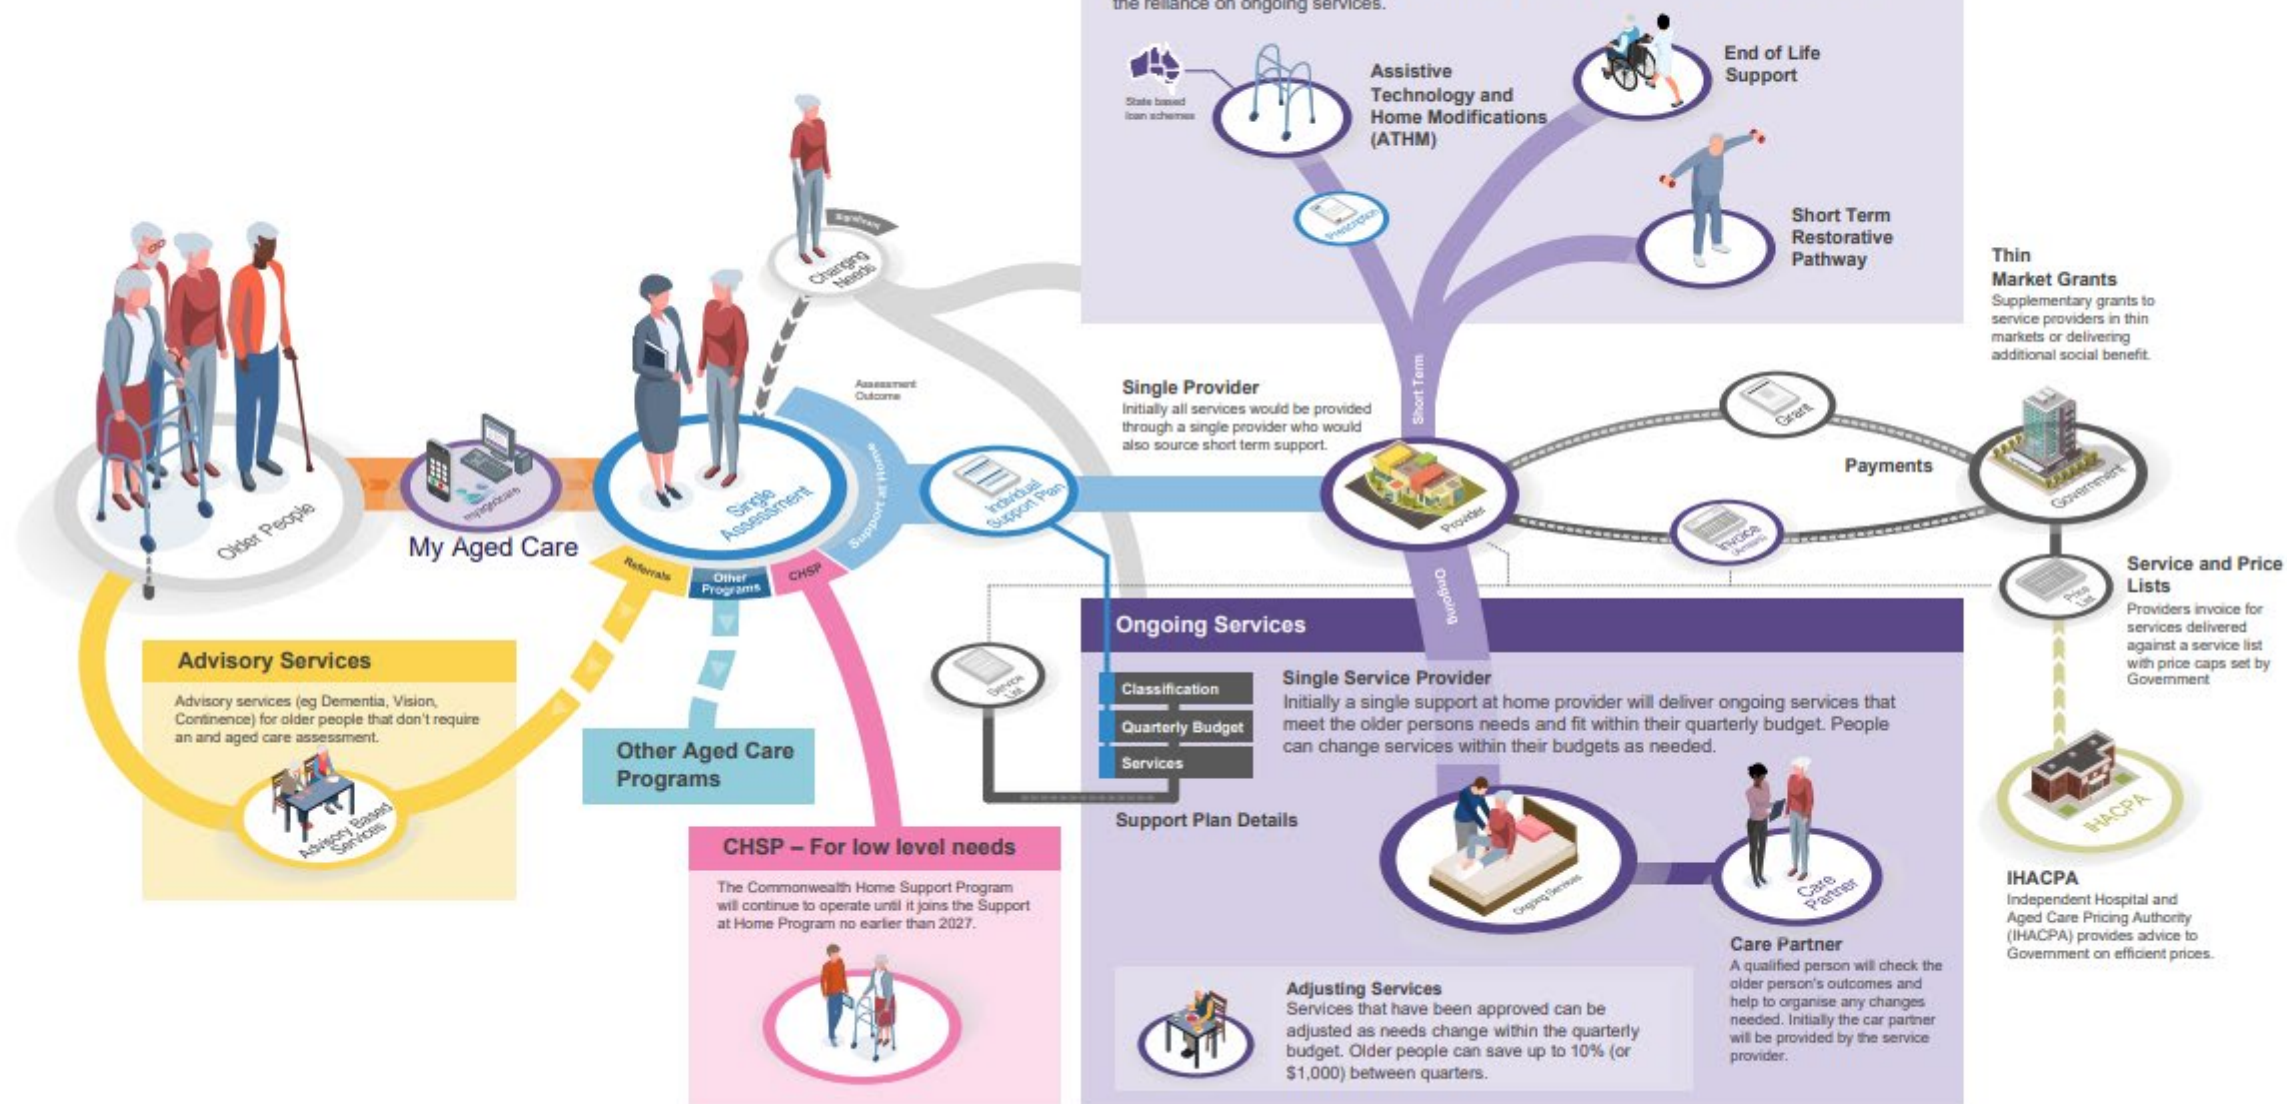 the reliance on ongoing services.
State based
loan schemes
Assistive
Technology and
Home Modifications
(ATHM)
End of Life
Support
Prescription
Short Term
Restorative
Pathway
Significant
Changing
Needs
Thin
Market Grants
Supplementary grants to
service providers in thin
markets or delivering
additional social benefit.
Older People
myagedcare
My Aged Care
Single
Assessment
Assessment
Outcome
Support at Home
Individual
Support Plan
Single Provider
Initially all services would be provided
through a single provider who would
also source short term support.
Short Term
Provider
Ongoing
Grant
Payments
Invoice
(Arrears)
Government
Price
List
Service and Price
Lists
Providers invoice for
services delivered
against a service list
with price caps set by
Government
Referrals
Other
Programs
CHSP
Advisory Services
Advisory services (eg Dementia, Vision,
Continence) for older people that don't require
an and aged care assessment.
Advisory Based
Services
Other Aged Care
Programs
CHSP – For low level needs
The Commonwealth Home Support Program
will continue to operate until it joins the Support
at Home Program no earlier than 2027.
Service
List
Ongoing Services
Classification
Quarterly Budget
Services
Support Plan Details
Single Service Provider
Initially a single support at home provider will deliver ongoing services that
meet the older persons needs and fit within their quarterly budget. People
can change services within their budgets as needed.
Ongoing Services
Care
Partner
Care Partner
A qualified person will check the
older person's outcomes and
help to organise any changes
needed. Initially the car partner
will be provided by the service
provider.
Adjusting Services
Services that have been approved can be
adjusted as needs change within the quarterly
budget. Older people can save up to 10% (or
$1,000) between quarters.
IHACPA
IHACPA
Independent Hospital and
Aged Care Pricing Authority
(IHACPA) provides advice to
Government on efficient prices.